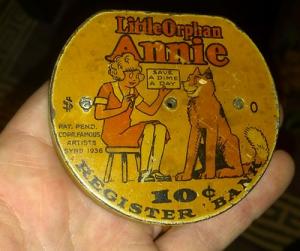 Little Orphan
Annie
SAVE
A DIME
A DAY
$ 0
PAT. PEND.
COPR. FAMOUS
ARTISTS
SYND 1936
10¢
REGISTER BANK